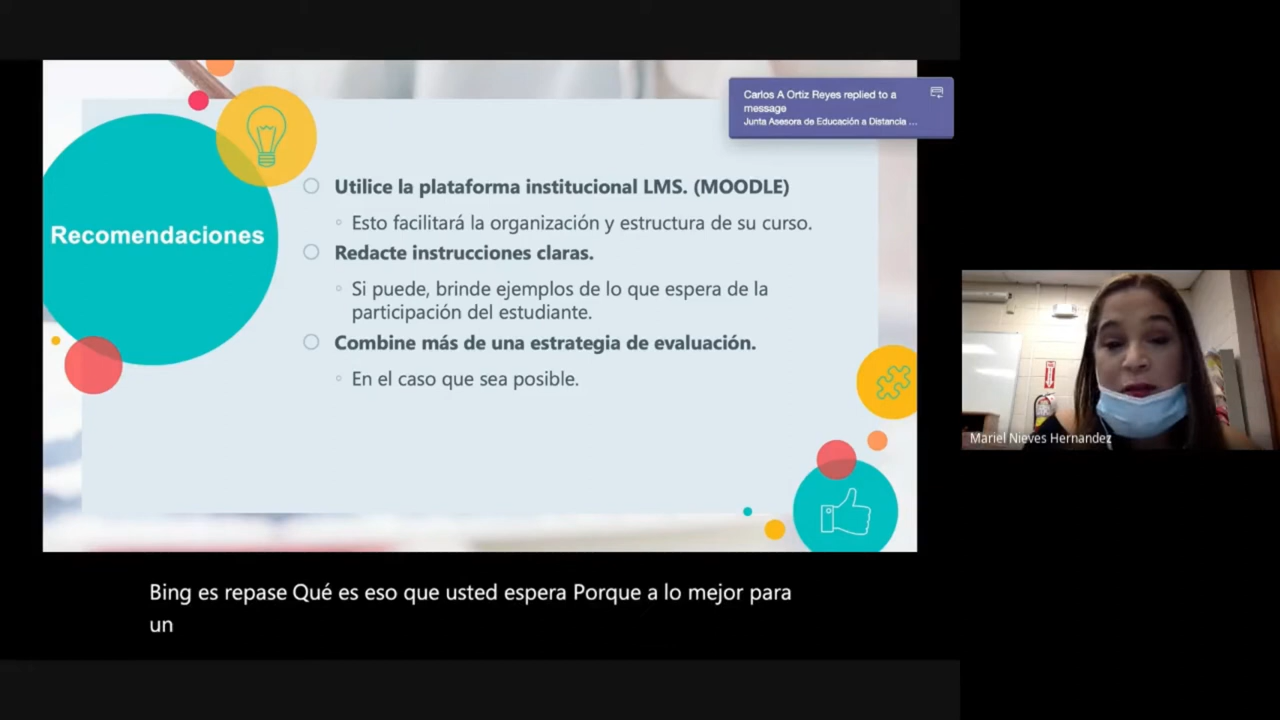 Carlos A Ortiz Reyes replied to a
message
Junta Asesora de Educación a Distancia ...
Recomendaciones
Utilice la plataforma institucional LMS. (MOODLE)
Esto facilitará la organización y estructura de su curso.
Redacte instrucciones claras.
Si puede, brinde ejemplos de lo que espera de la
participación del estudiante.
Combine más de una estrategia de evaluación.
En el caso que sea posible.
Mariel Nieves Hernandez
Bing es repase Qué es eso que usted espera Porque a lo mejor para
un